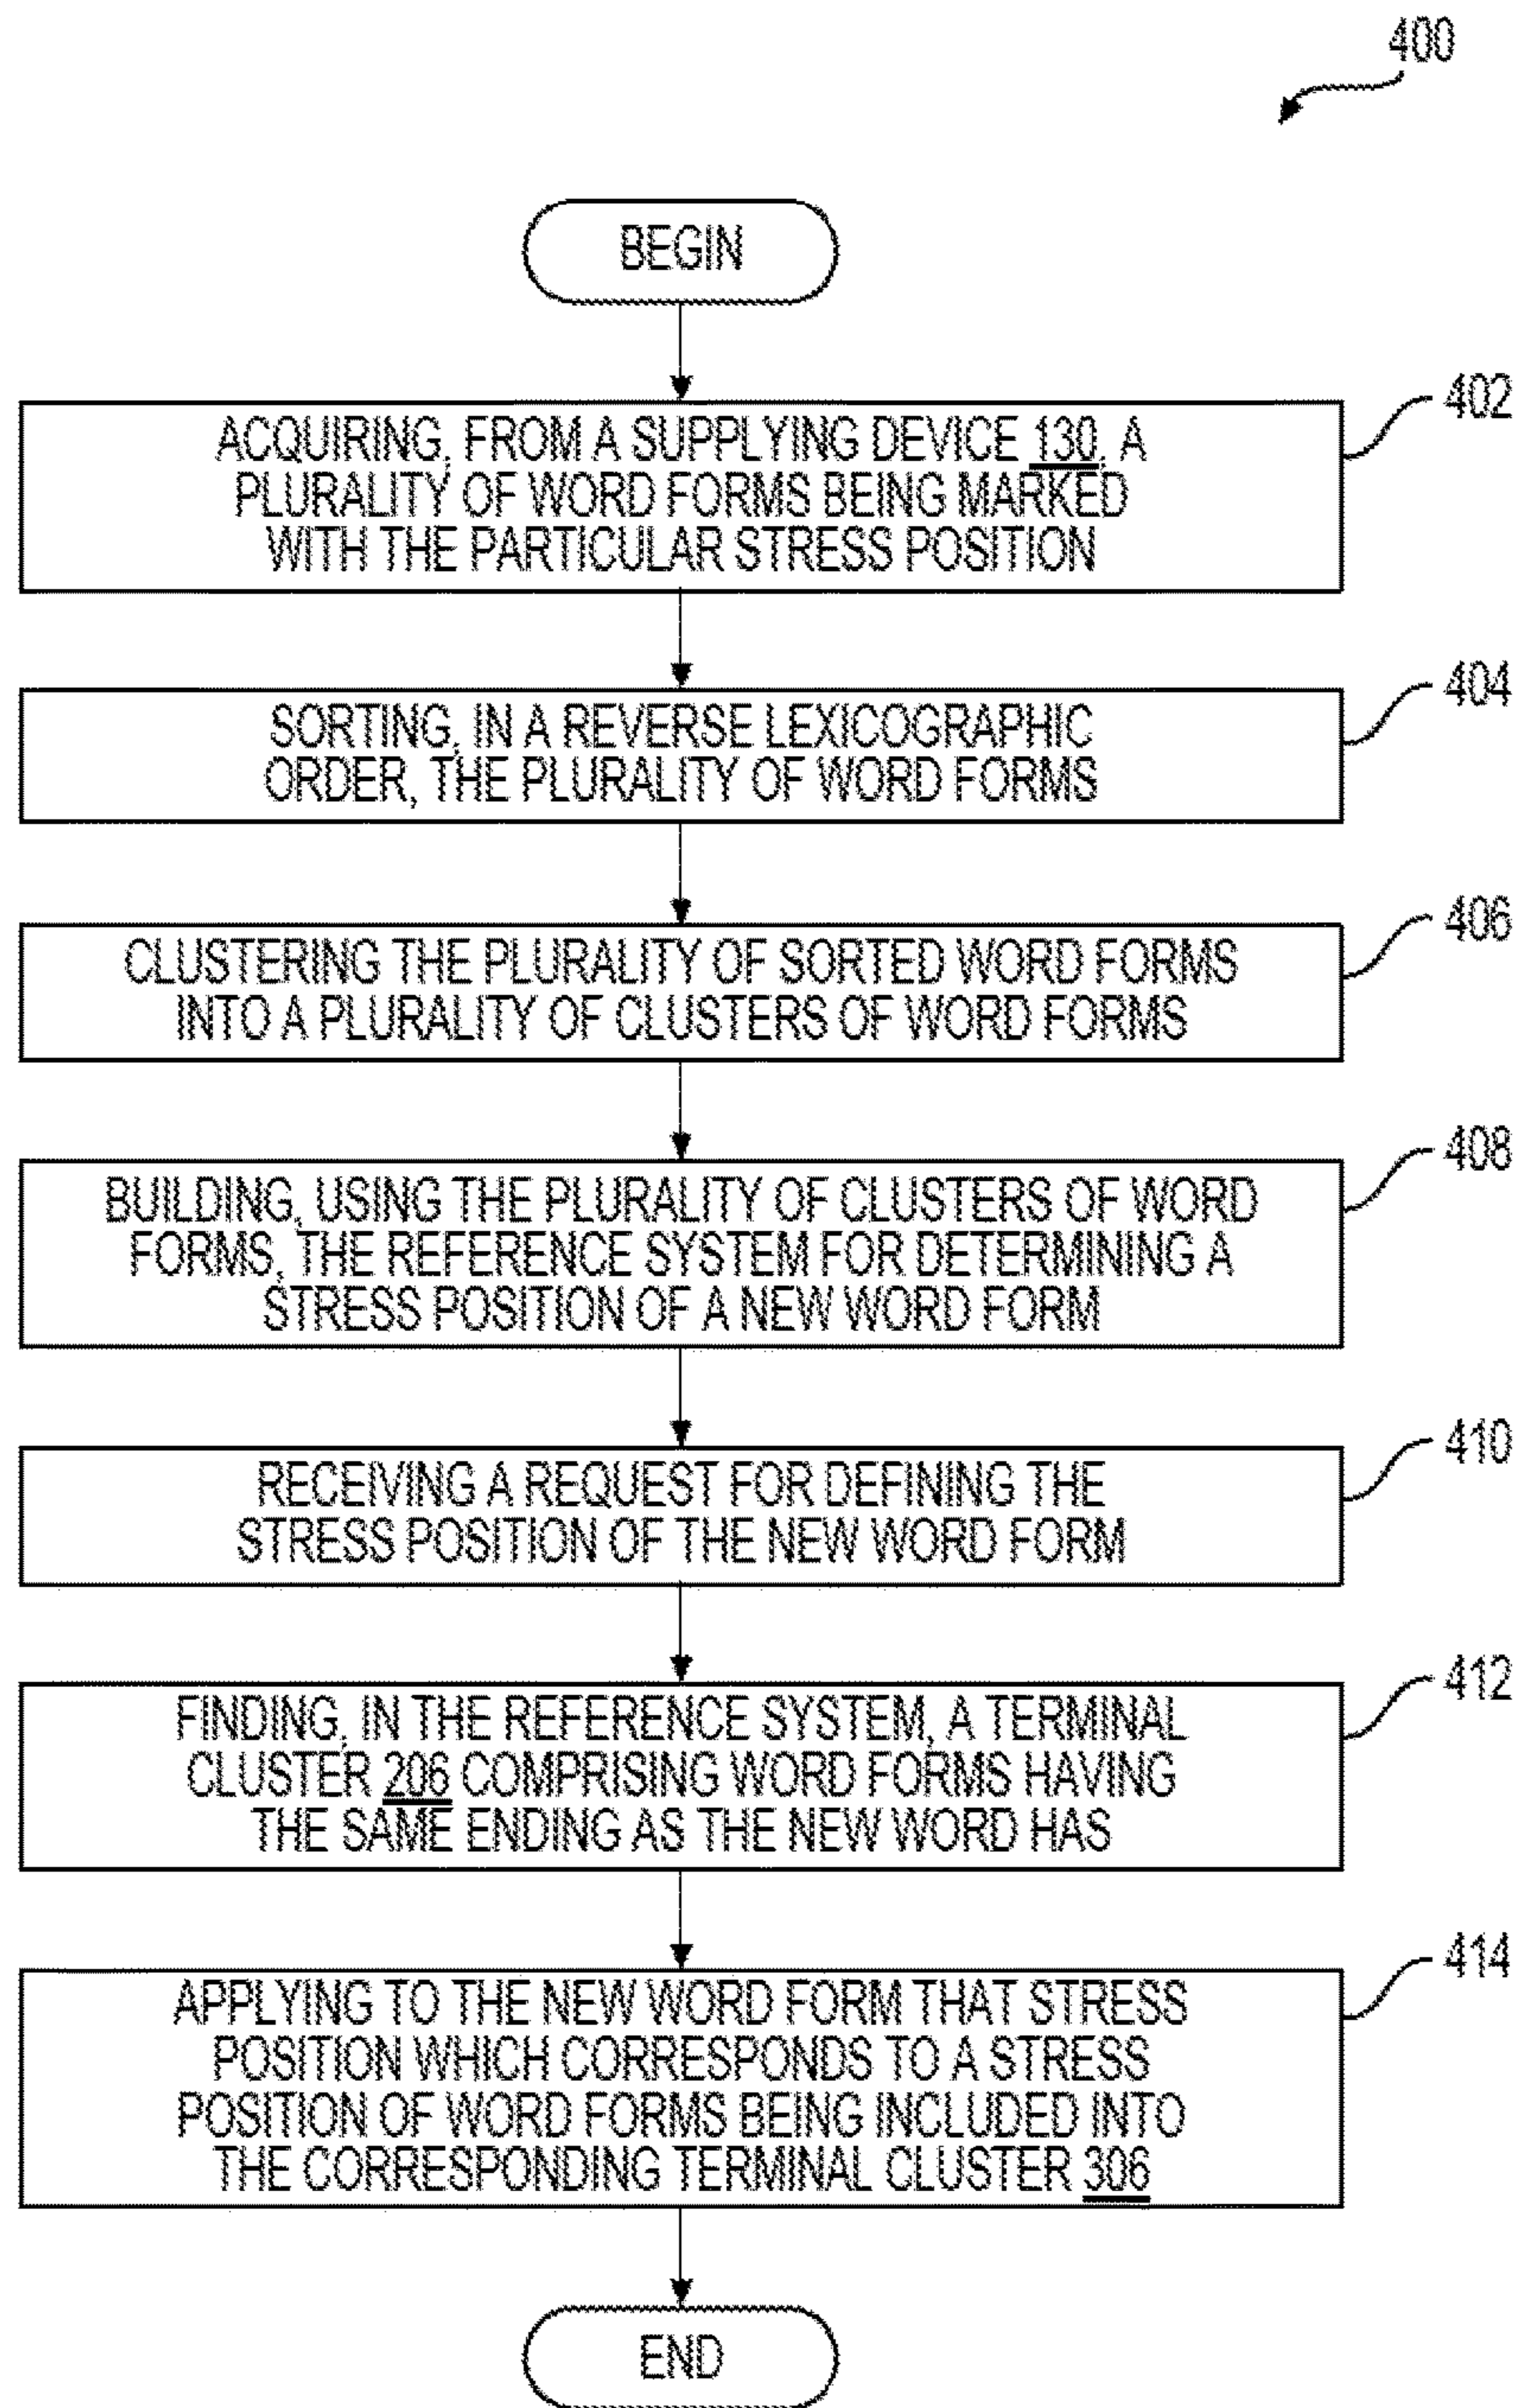 400
BEGIN
402
ACQUIRING, FROM A SUPPLYING DEVICE 130, A
PLURALITY OF WORD FORMS BEING MARKED
WITH THE PARTICULAR STRESS POSITION
404
SORTING, IN A REVERSE LEXICOGRAPHIC
ORDER, THE PLURALITY OF WORD FORMS
406
CLUSTERING THE PLURALITY OF SORTED WORD FORMS
INTO A PLURALITY OF CLUSTERS OF WORD FORMS
408
BUILDING, USING THE PLURALITY OF CLUSTERS OF WORD
FORMS, THE REFERENCE SYSTEM FOR DETERMINING A
STRESS POSITION OF A NEW WORD FORM
410
RECEIVING A REQUEST FOR DEFINING THE
STRESS POSITION OF THE NEW WORD FORM
412
FINDING, IN THE REFERENCE SYSTEM, A TERMINAL
CLUSTER 206 COMPRISING WORD FORMS HAVING
THE SAME ENDING AS THE NEW WORD HAS
414
APPLYING TO THE NEW WORD FORM THAT STRESS
POSITION WHICH CORRESPONDS TO A STRESS
POSITION OF WORD FORMS BEING INCLUDED INTO
THE CORRESPONDING TERMINAL CLUSTER 306
END